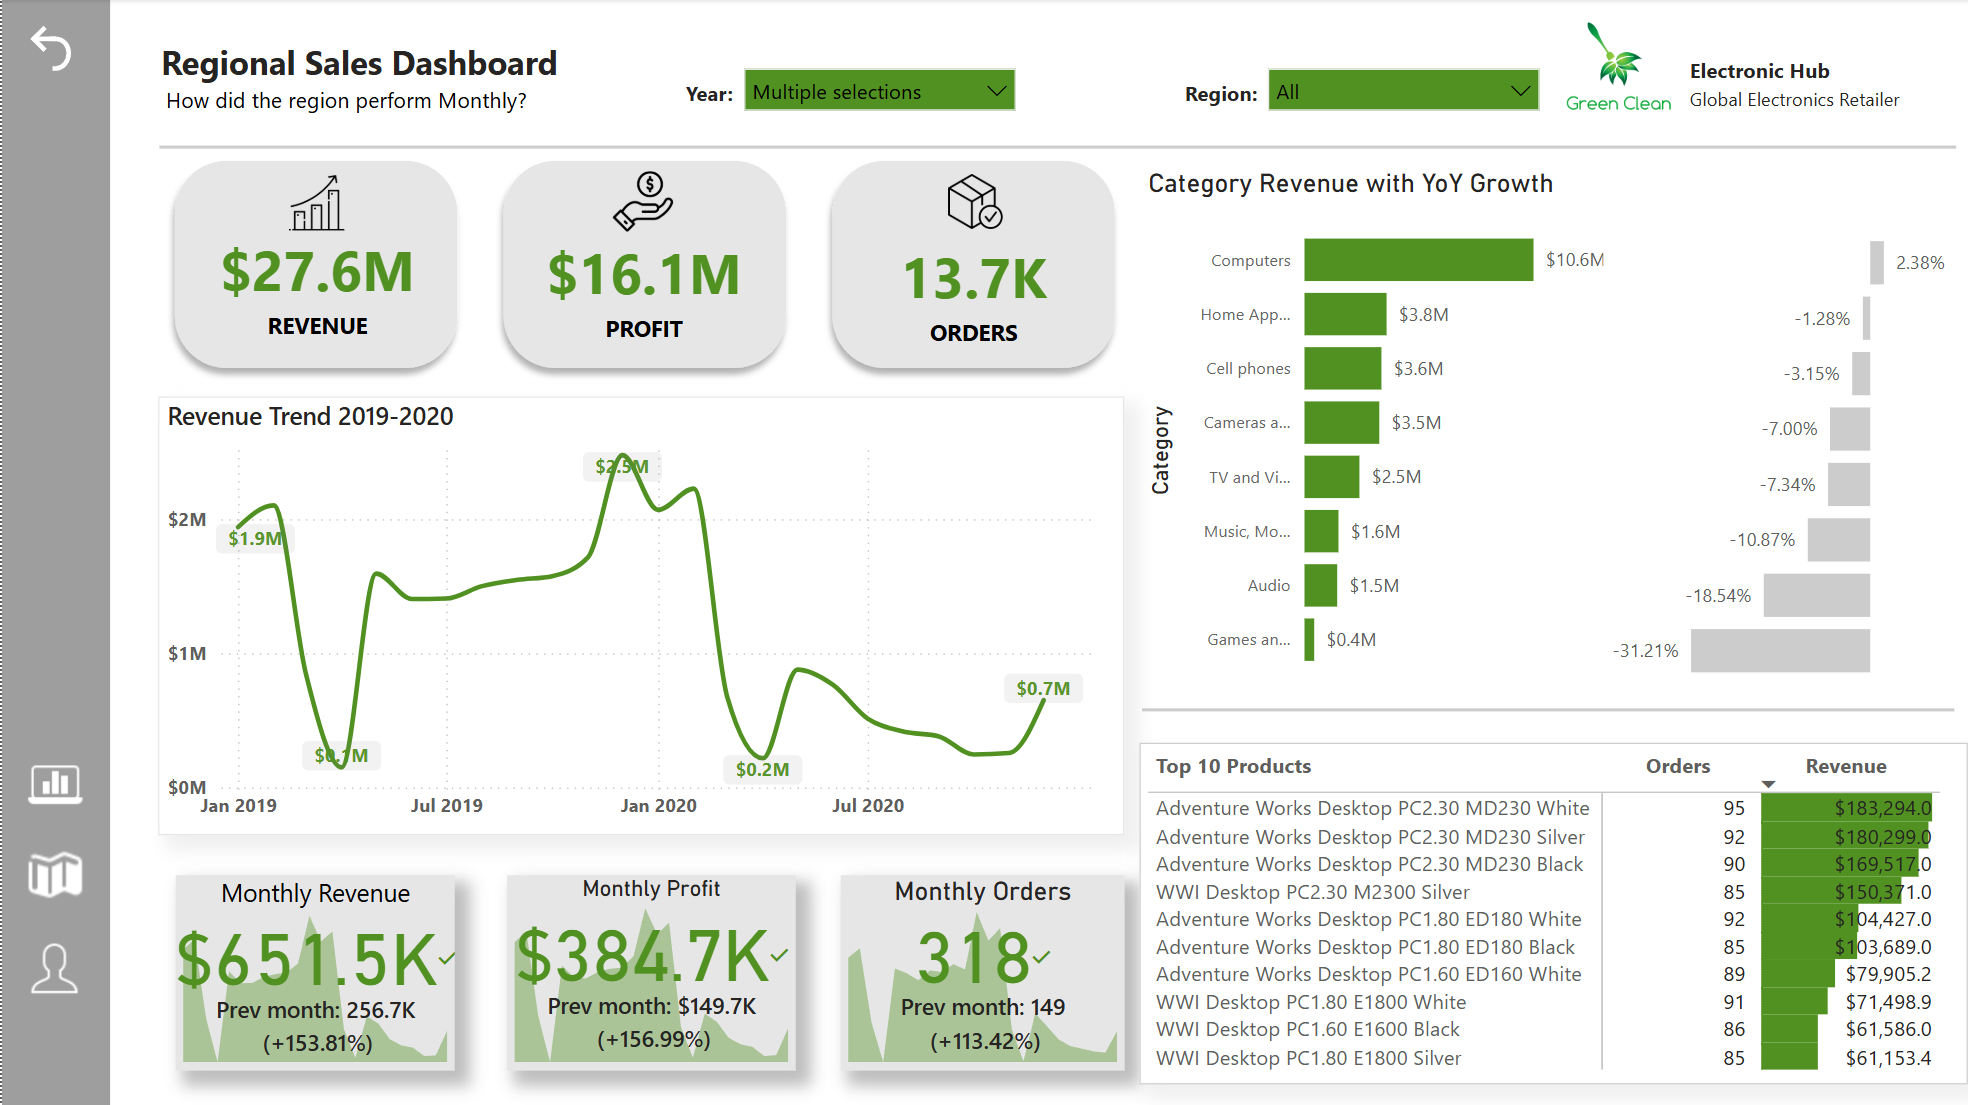 Regional Sales Dashboard
How did the region perform Monthly?
Year:
Multiple selections
Region:
All
Green Clean
Electronic Hub
Global Electronics Retailer
$27.6M
REVENUE
$16.1M
PROFIT
13.7K
ORDERS
Revenue Trend 2019-2020
$2M
$1M
$0M
$1.9M
$0.1M
$2.5M
$0.2M
$0.7M
Jan 2019
Jul 2019
Jan 2020
Jul 2020
Monthly Revenue
$651.5K
Prev month: 256.7K
(+153.81%)
Monthly Profit
$384.7K
Prev month: $149.7K
(+156.99%)
Monthly Orders
318
Prev month: 149
(+113.42%)
Category Revenue with YoY Growth
Category
Computers $10.6M 2.38%
Home App... $3.8M -1.28%
Cell phones $3.6M -3.15%
Cameras a... $3.5M -7.00%
TV and Vi... $2.5M -7.34%
Music, Mo... $1.6M -10.87%
Audio $1.5M -18.54%
Games an... $0.4M -31.21%
Top 10 Products Orders Revenue
Adventure Works Desktop PC2.30 MD230 White 95 $183,294.0
Adventure Works Desktop PC2.30 MD230 Silver 92 $180,299.0
Adventure Works Desktop PC2.30 MD230 Black 90 $169,517.0
WWI Desktop PC2.30 M2300 Silver 85 $150,371.0
Adventure Works Desktop PC1.80 ED180 White 92 $104,427.0
Adventure Works Desktop PC1.80 ED180 Black 85 $103,689.0
Adventure Works Desktop PC1.60 ED160 White 89 $79,905.2
WWI Desktop PC1.80 E1800 White 91 $71,498.9
WWI Desktop PC1.60 E1600 Black 86 $61,586.0
WWI Desktop PC1.80 E1800 Silver 85 $61,153.4